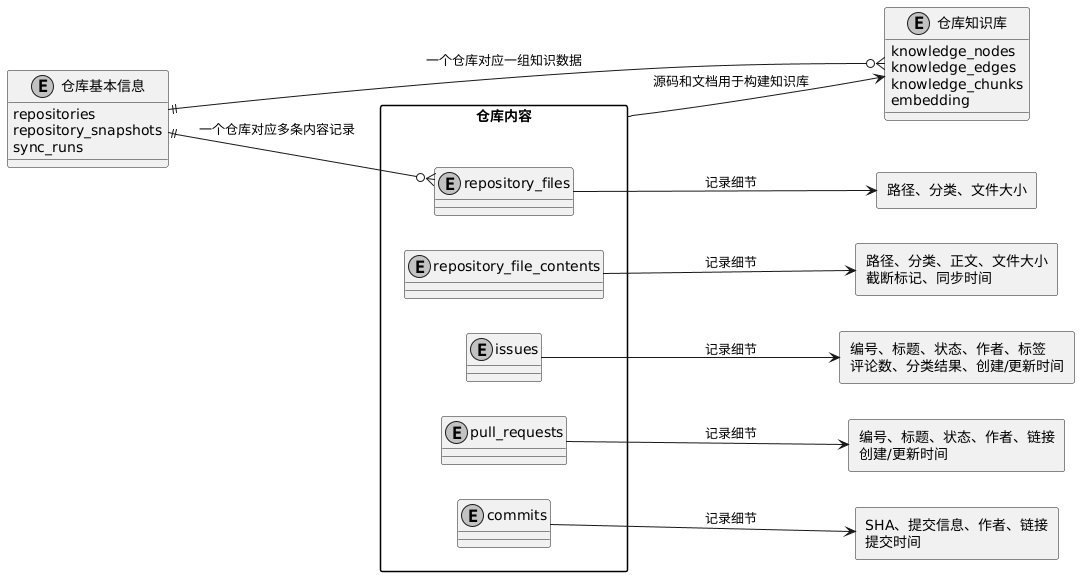 E 仓库基本信息
repositories
repository_snapshots
sync_runs
一个仓库对应一组知识数据
一个仓库对应多条内容记录
仓库内容
源码和文档用于构建知识库
E 仓库知识库
knowledge_nodes
knowledge_edges
knowledge_chunks
embedding
E repository_files
记录细节
路径、分类、文件大小
E repository_file_contents
记录细节
路径、分类、正文、文件大小
截断标记、同步时间
E issues
记录细节
编号、标题、状态、作者、标签
评论数、分类结果、创建/更新时间
E pull_requests
记录细节
编号、标题、状态、作者、链接
创建/更新时间
E commits
记录细节
SHA、提交信息、作者、链接
提交时间